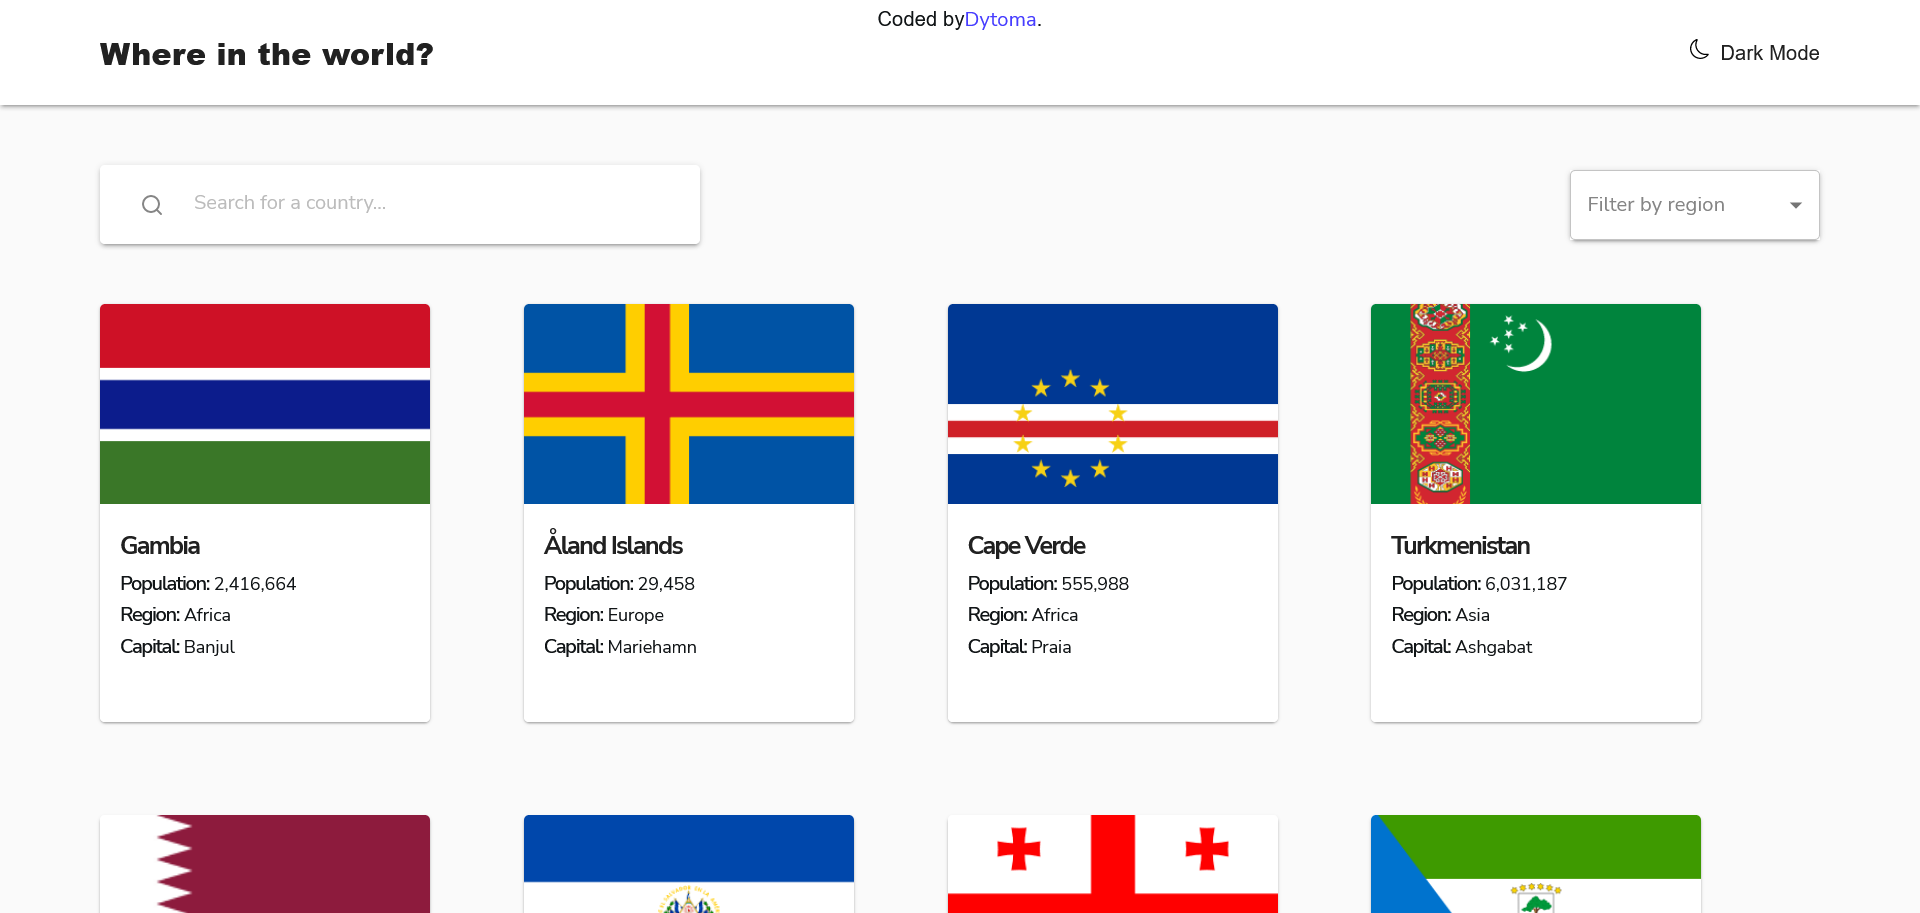 Coded byDytoma.
Where in the world?
Dark Mode
Search for a country...
Filter by region
Gambia
Population: 2,416,664
Region: Africa
Capital: Banjul
Åland Islands
Population: 29,458
Region: Europe
Capital: Mariehamn
Cape Verde
Population: 555,988
Region: Africa
Capital: Praia
Turkmenistan
Population: 6,031,187
Region: Asia
Capital: Ashgabat